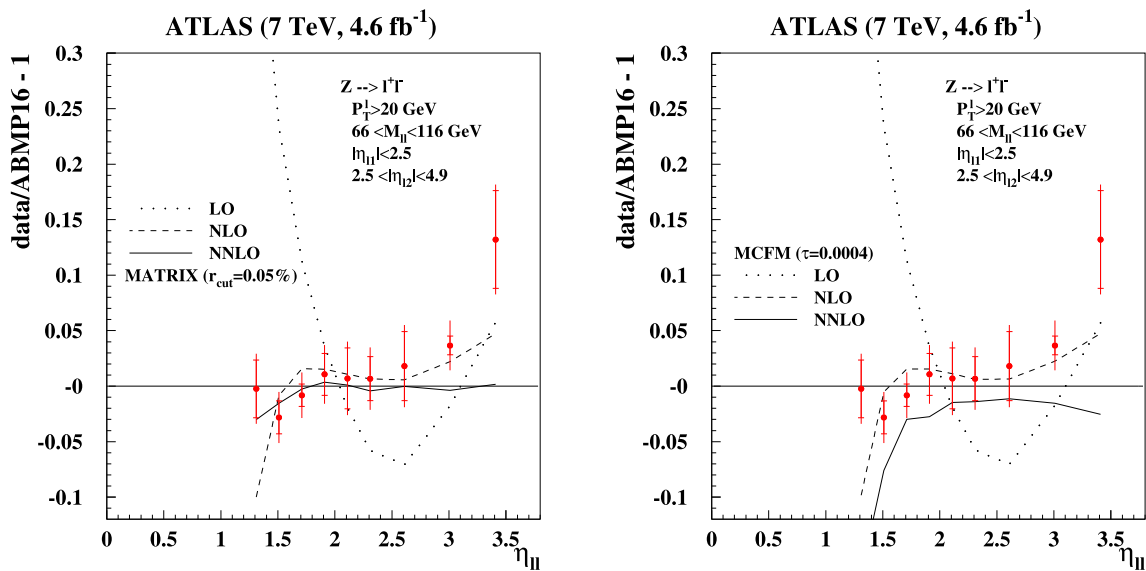 ATLAS (7 TeV, 4.6 fb⁻¹)
data/ABMP16 - 1
0.3
0.25
0.2
0.15
0.1
0.05
-0
-0.05
-0.1
Z --> l⁺l⁻
P_T^l>20 GeV
66 <M_ll<116 GeV
|η_l1|<2.5
2.5 <|η_l2|<4.9
LO
NLO
NNLO
MATRIX (r_cut=0.05%)
0 0.5 1 1.5 2 2.5 3 3.5
η_ll
ATLAS (7 TeV, 4.6 fb⁻¹)
data/ABMP16 - 1
0.3
0.25
0.2
0.15
0.1
0.05
-0
-0.05
-0.1
Z --> l⁺l⁻
P_T^l>20 GeV
66 <M_ll<116 GeV
|η_l1|<2.5
2.5 <|η_l2|<4.9
MCFM (τ=0.0004)
LO
NLO
NNLO
0 0.5 1 1.5 2 2.5 3 3.5
η_ll